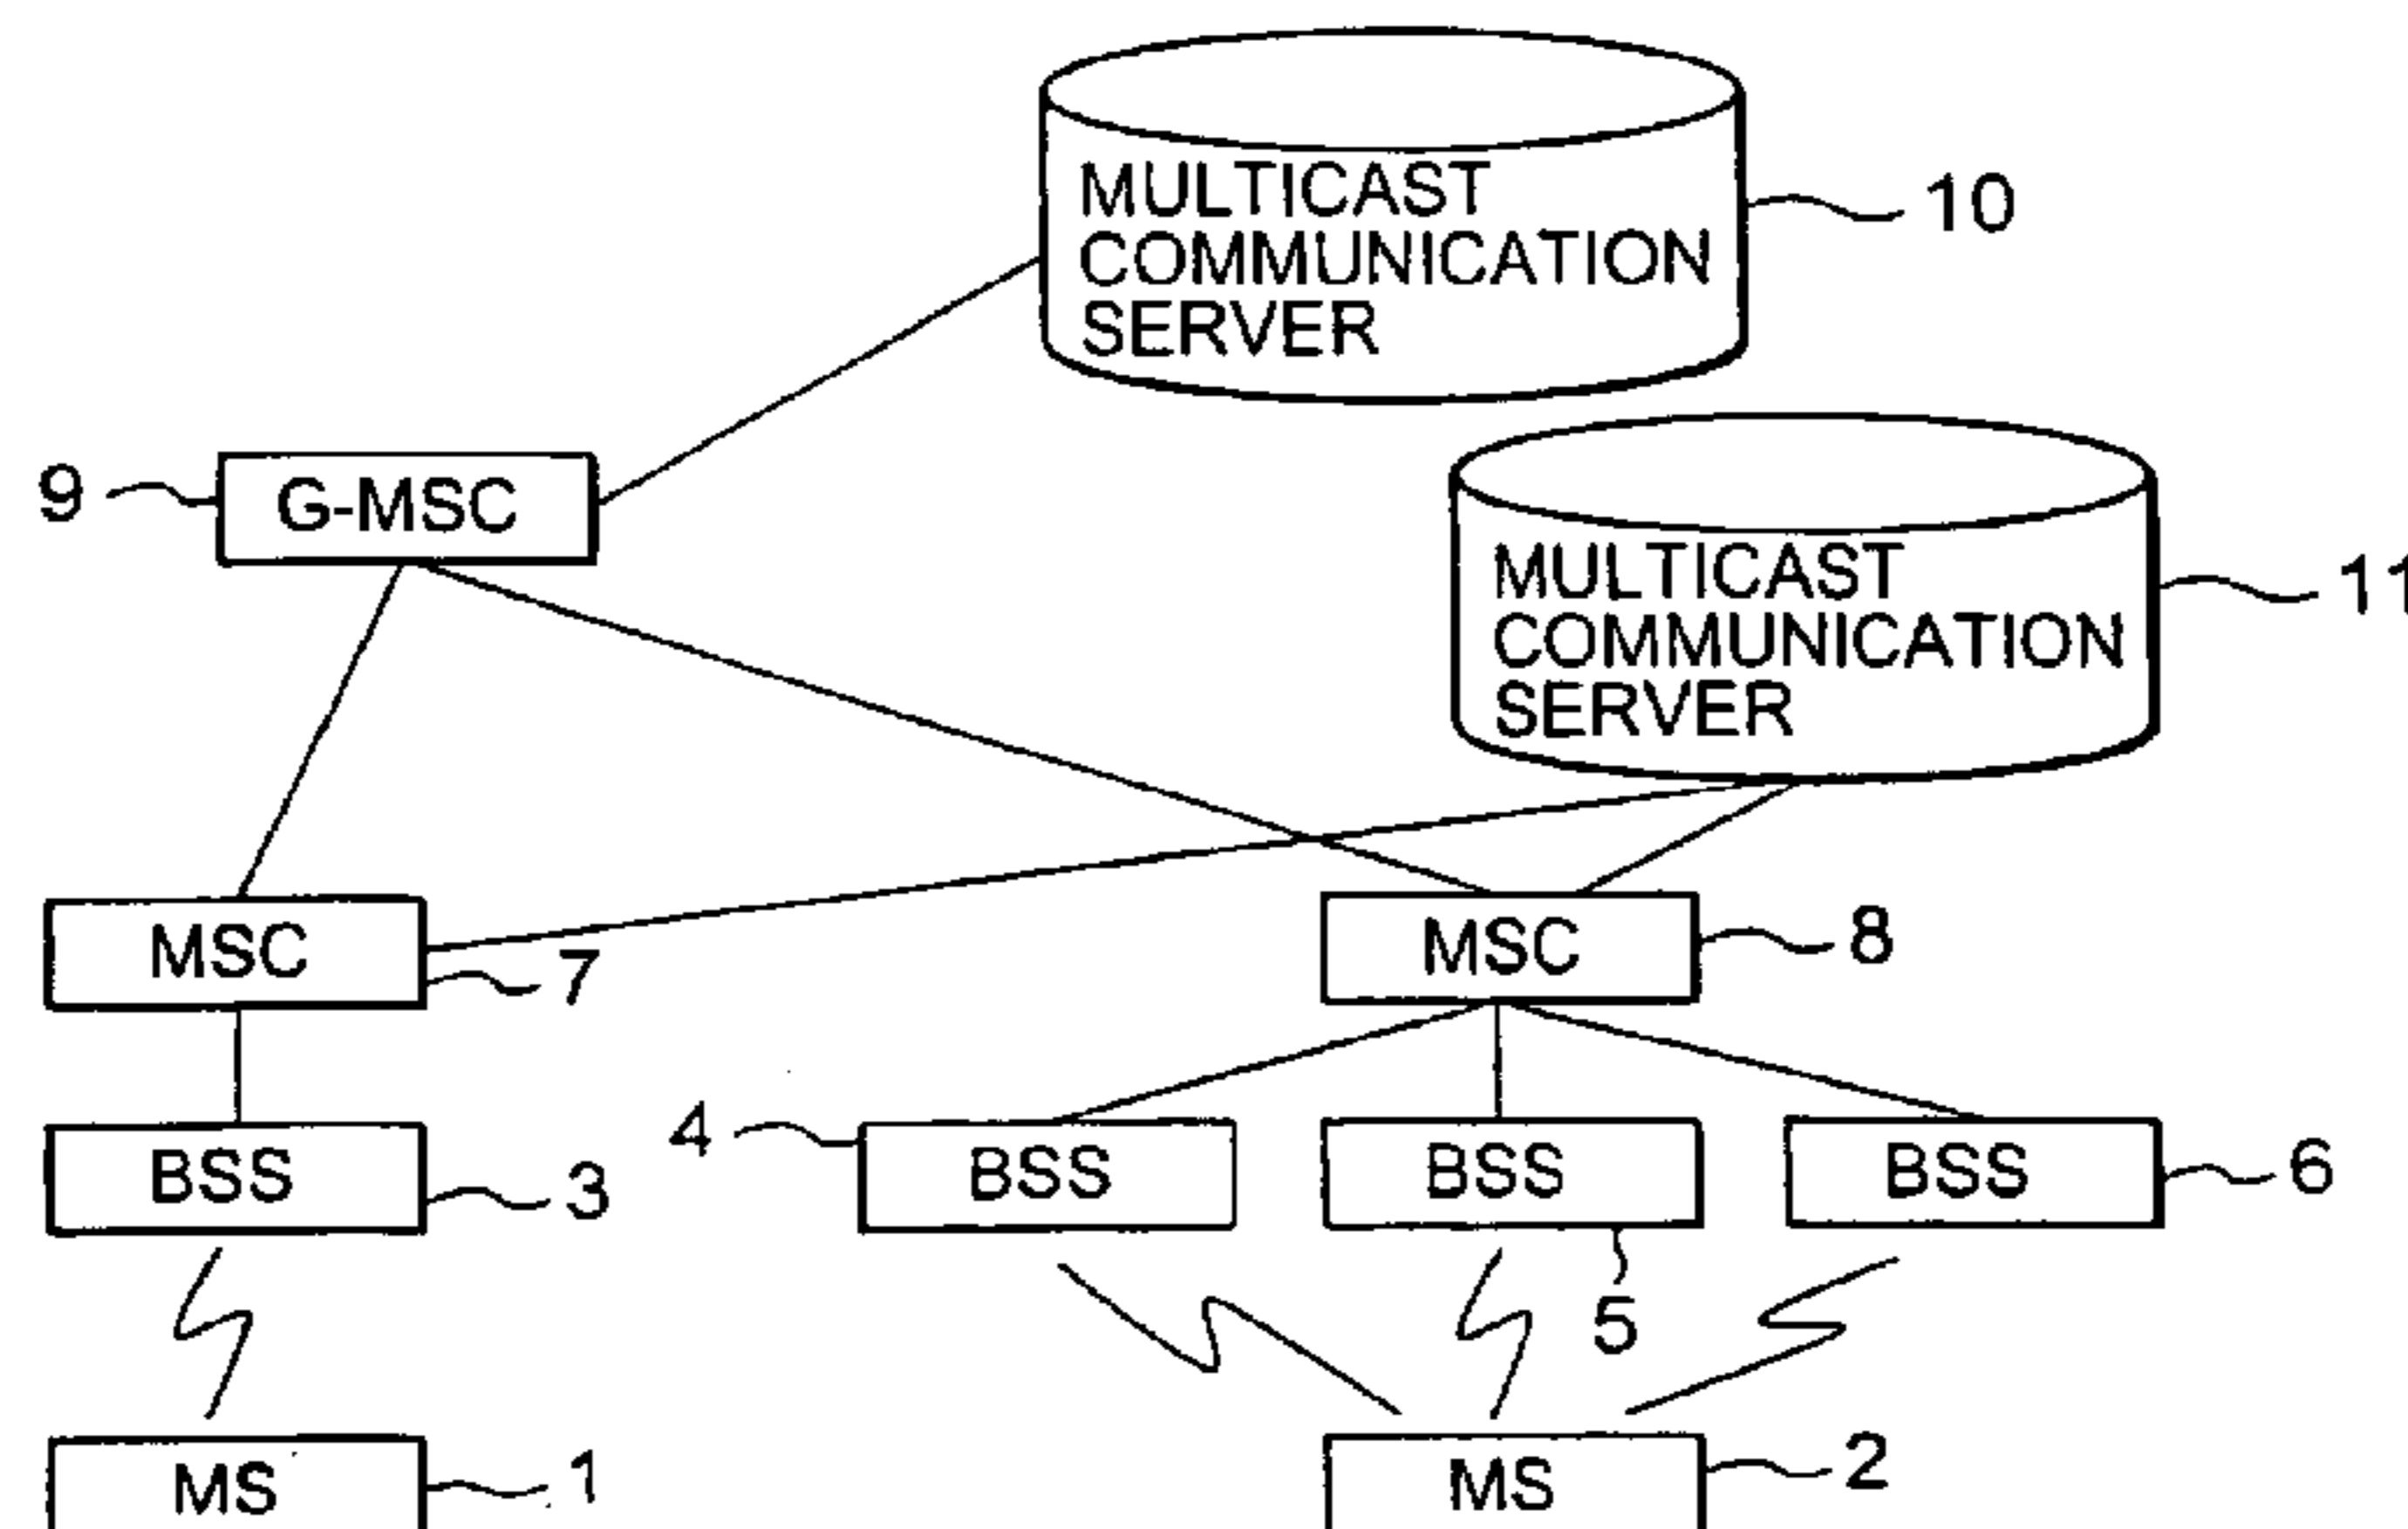 MULTICAST
COMMUNICATION
SERVER
10
9
G-MSC
MULTICAST
COMMUNICATION
SERVER
11
MSC
7
MSC
8
BSS
3
4
BSS
BSS
5
BSS
6
MS
1
MS
2